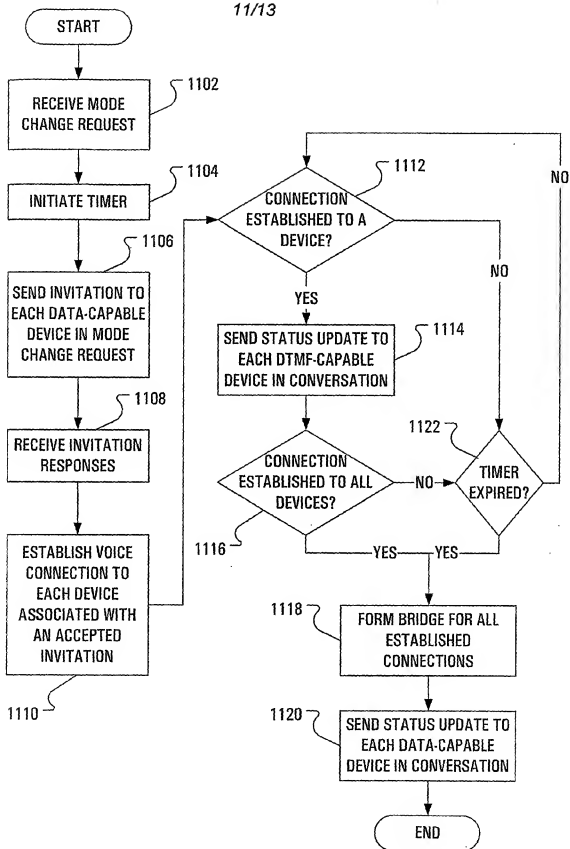 11/13
START
1102
RECEIVE MODE
CHANGE REQUEST
1104
INITIATE TIMER
1106
SEND INVITATION TO
EACH DATA-CAPABLE
DEVICE IN MODE
CHANGE REQUEST
1108
RECEIVE INVITATION
RESPONSES
ESTABLISH VOICE
CONNECTION TO
EACH DEVICE
ASSOCIATED WITH
AN ACCEPTED
INVITATION
1110
1112
CONNECTION
ESTABLISHED TO A
DEVICE?
NO
NO
YES
SEND STATUS UPDATE TO
EACH DTMF-CAPABLE
DEVICE IN CONVERSATION
1114
CONNECTION
ESTABLISHED TO ALL
DEVICES?
1116
NO
1122
TIMER
EXPIRED?
YES
YES
1118
FORM BRIDGE FOR ALL
ESTABLISHED
CONNECTIONS
1120
SEND STATUS UPDATE TO
EACH DATA-CAPABLE
DEVICE IN CONVERSATION
END